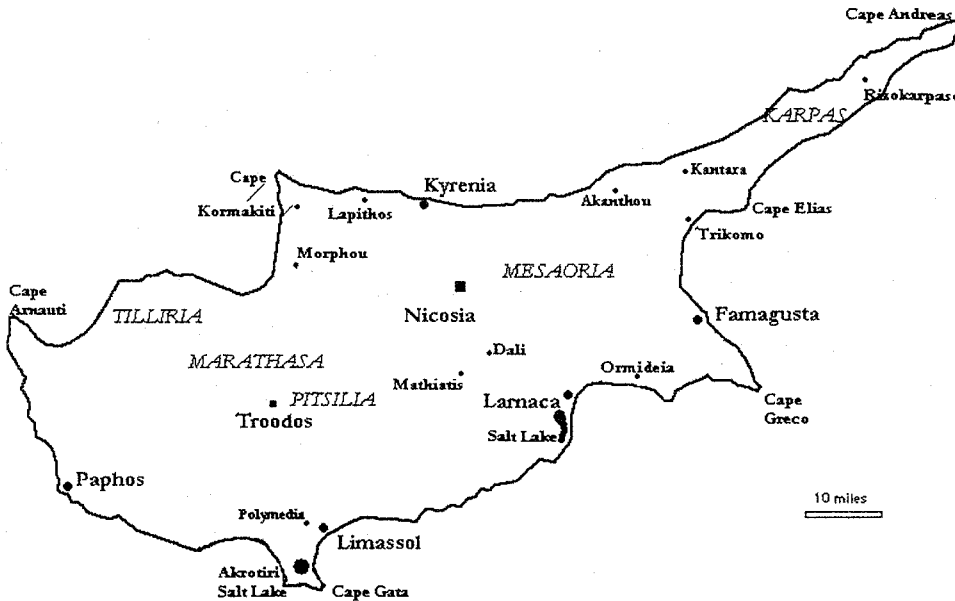 Cape Andreas
Rizokarpaso
KARPAS
Kantara
Cape
Kyrenia
Akanthou
Kormakiti
Lapithos
Cape Elias
Trikomo
Morphou
MESAORIA
Cape
Arnauti
TILLIRIA
Nicosia
Famagusta
MARATHASA
Dali
Mathiatis
Ormideia
PITSILIA
Larnaca
Cape
Greco
Troodos
Salt Lake
Paphos
10 miles
Polymedia
Limassol
Akrotiri
Salt Lake
Cape Gata